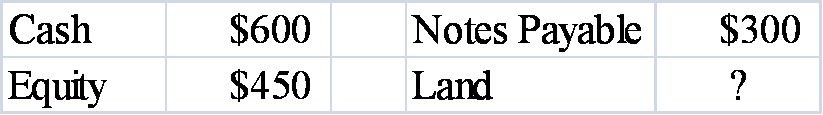 Cash $600 Notes Payable $300
Equity $450 Land ?